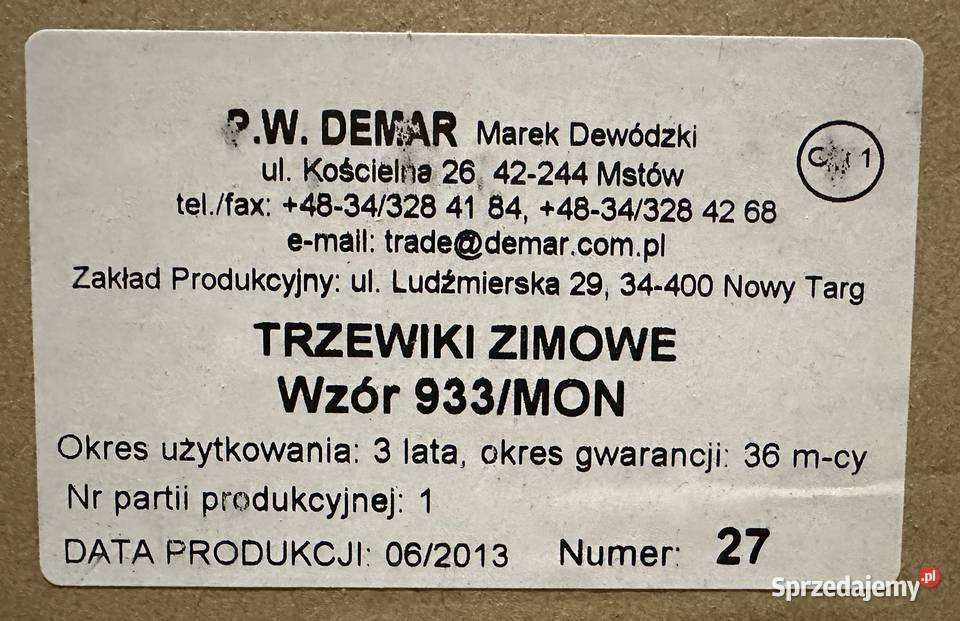 P.W. DEMAR Marek Dewódzki
ul. Kościelna 26 42-244 Mstów
tel./fax: +48-34/328 41 84, +48-34/328 42 68
e-mail: trade@demar.com.pl
Zakład Produkcyjny: ul. Ludźmierska 29, 34-400 Nowy Targ
TRZEWIKI ZIMOWE
Wzór 933/MON
Okres użytkowania: 3 lata, okres gwarancji: 36 m-cy
Nr partii produkcyjnej: 1
DATA PRODUKCJI: 06/2013 Numer: 27
Sprzedajemy.pl